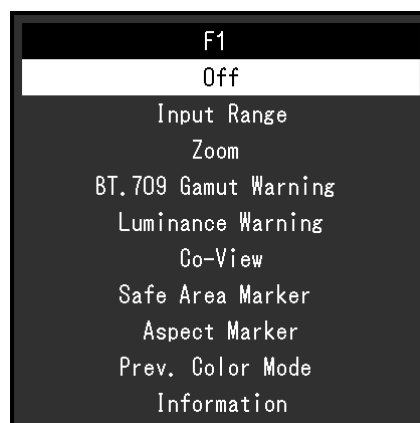 F1
Off
Input Range
Zoom
BT.709 Gamut Warning
Luminance Warning
Co-View
Safe Area Marker
Aspect Marker
Prev. Color Mode
Information